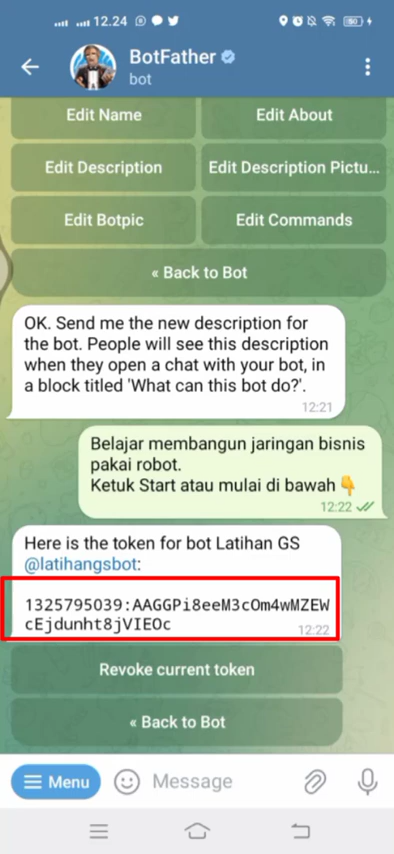 12.24
50
BotFather
bot
Edit Name
Edit About
Edit Description
Edit Description Pictu...
Edit Botpic
Edit Commands
« Back to Bot
OK. Send me the new description for
the bot. People will see this description
when they open a chat with your bot, in
a block titled 'What can this bot do?'.
12:21
Belajar membangun jaringan bisnis
pakai robot.
Ketuk Start atau mulai di bawah 👇
12:22
Here is the token for bot Latihan GS
@latihangsbot:
1325795039:AAGGPi8eeM3cOm4wMZEW
cEjdunht8jVIEOc
12:22
Revoke current token
« Back to Bot
Menu
Message